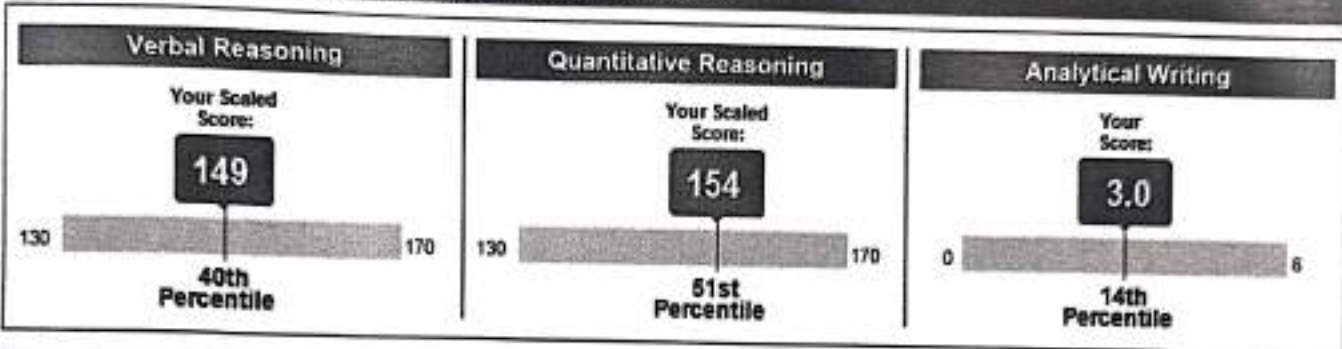 Verbal Reasoning
Your Scaled
Score:
149
130
170
40th
Percentile
Quantitative Reasoning
Your Scaled
Score:
154
130
170
51st
Percentile
Analytical Writing
Your
Score:
3.0
0
6
14th
Percentile